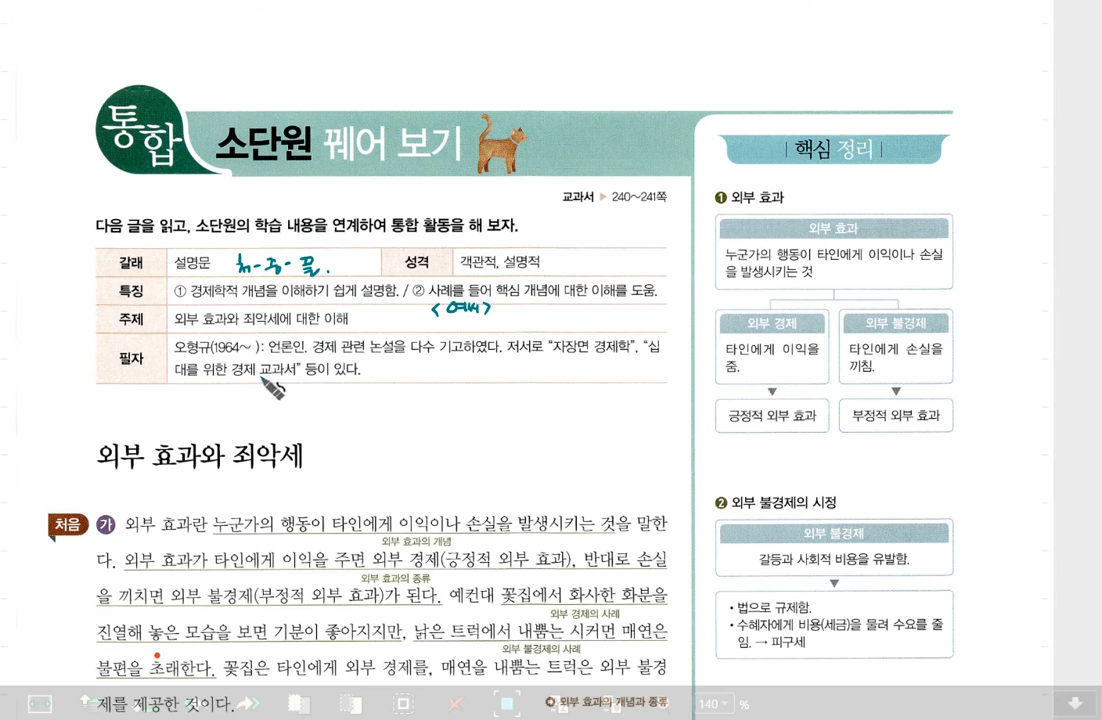 통합 소단원 꿰어 보기
교과서 ▶ 240~241쪽
다음 글을 읽고, 소단원의 학습 내용을 연계하여 통합 활동을 해 보자.
갈래 설명문 처-중-끝. 성격 객관적, 설명적
특징 ① 경제학적 개념을 이해하기 쉽게 설명함. / ② 사례를 들어 핵심 개념에 대한 이해를 도움.
<예시>
주제 외부 효과와 죄악세에 대한 이해
필자 오형규(1964~ ): 언론인. 경제 관련 논설을 다수 기고하였다. 저서로 “자장면 경제학”, “십
대를 위한 경제 교과서” 등이 있다.
외부 효과와 죄악세
처음 가 외부 효과란 누군가의 행동이 타인에게 이익이나 손실을 발생시키는 것을 말한
외부 효과의 개념
다. 외부 효과가 타인에게 이익을 주면 외부 경제(긍정적 외부 효과), 반대로 손실
외부 효과의 종류
을 끼치면 외부 불경제(부정적 외부 효과)가 된다. 예컨대 꽃집에서 화사한 화분을
외부 경제의 사례
진열해 놓은 모습을 보면 기분이 좋아지지만, 낡은 트럭에서 내뿜는 시커먼 매연은
외부 불경제의 사례
불편을 초래한다. 꽃집은 타인에게 외부 경제를, 매연을 내뿜는 트럭은 외부 불경
제를 제공한 것이다.
외부 효과의 개념과 종류
140 %
| 핵심 정리 |
❶ 외부 효과
외부 효과
누군가의 행동이 타인에게 이익이나 손실
을 발생시키는 것
외부 경제
타인에게 이익을
줌.
긍정적 외부 효과
외부 불경제
타인에게 손실을
끼침.
부정적 외부 효과
❷ 외부 불경제의 시정
외부 불경제
갈등과 사회적 비용을 유발함.
• 법으로 규제함.
• 수혜자에게 비용(세금)을 물려 수요를 줄
임. → 피구세